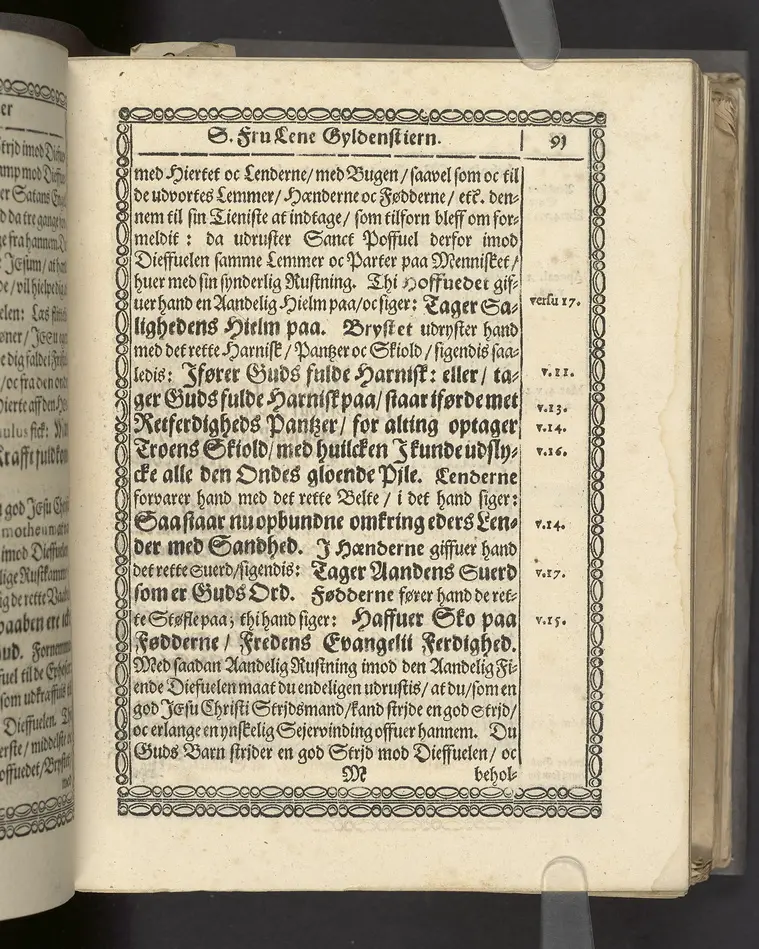 er
S. Fru Lene Gyldenstiern.
91
med Hiertet oc Lenderne/ med Bugen/ saavel som oc til
de udvortes Lemmer/ Hænderne oc Fødderne/ etc. den-
nem til sin Tieniste at indtage/ som tilforn bleff om for-
meldit: da udruster Sanct Poffuel derfor imod
Dieffuelen samme Lemmer oc Parter paa Mennisket/
huer med sin synderlig Rustning. Thi Hoffuedet gif-
uer hand en Aandelig Hielm paa/ oc siger: Tager Sa-
versu 17.
lighedens Hielm paa. Brystet udryster hand
med det rette Harnisk/ Pantzer oc Skiold/ sigendis saa-
ledis: Jfører Guds fulde Harnisk: eller/ ta-
v.11.
ger Guds fulde Harnisk paa/ staar iførde met
v.13.
Retferdigheds Pantzer/ for alting optager
v.14.
Troens Skiold/ med huilcken J kunde udsly-
v.16.
cke alle den Ondes gloende Pile. Lenderne
forvarer hand med det rette Belte/ i det hand siger:
Saa staar nu opbundne omkring eders Len-
v.14.
der med Sandhed. J Hænderne giffuer hand
det rette Suerd/ sigendis: Tager Aandens Suerd
v.17.
som er Guds Ord. Fødderne fører hand de ret-
te Støfle paa; thi hand siger: Haffuer Sko paa
v.15.
Fødderne/ Fredens Evangelii Ferdighed.
Med saadan Aandelig Rustning imod den Aandelig Fi-
ende Diefuelen maat du endeligen udrustis/ at du/ som en
god JEsu Christi Strjdsmand/ kand strjde en god Strjd/
oc erlange en ynskelig Sejervinding offuer hannem. Du
Guds Barn strjder en god Strjd mod Dieffuelen/ oc
M
behol-